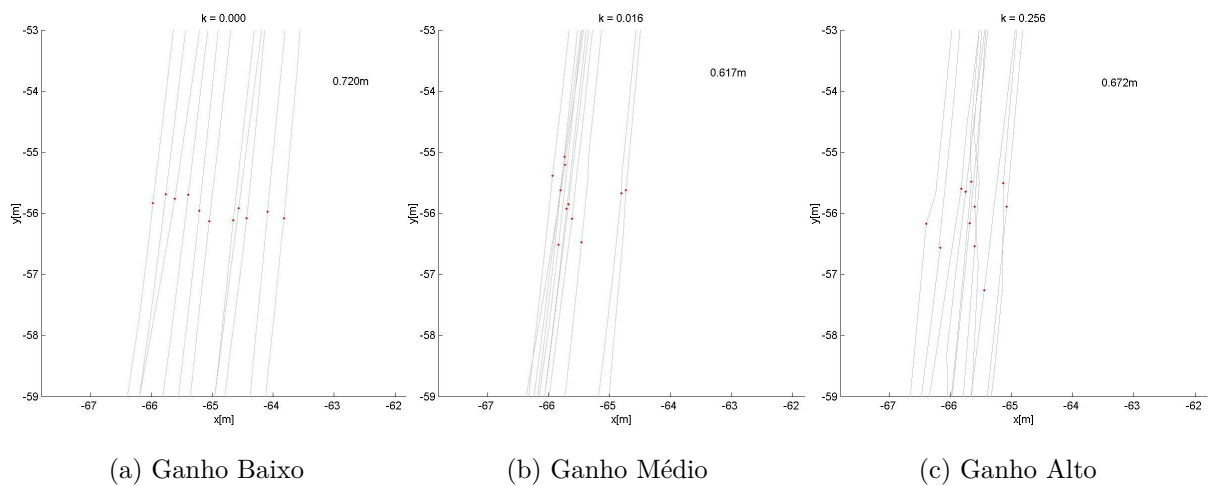 k = 0.000
-53
-54
-55
-56
-57
-58
-59
y[m]
0.720m
-67
-66
-65
-64
-63
-62
x[m]
(a) Ganho Baixo
k = 0.016
-53
-54
-55
-56
-57
-58
-59
y[m]
0.617m
-67
-66
-65
-64
-63
-62
x[m]
(b) Ganho Médio
k = 0.256
-53
-54
-55
-56
-57
-58
-59
y[m]
0.672m
-67
-66
-65
-64
-63
-62
x[m]
(c) Ganho Alto